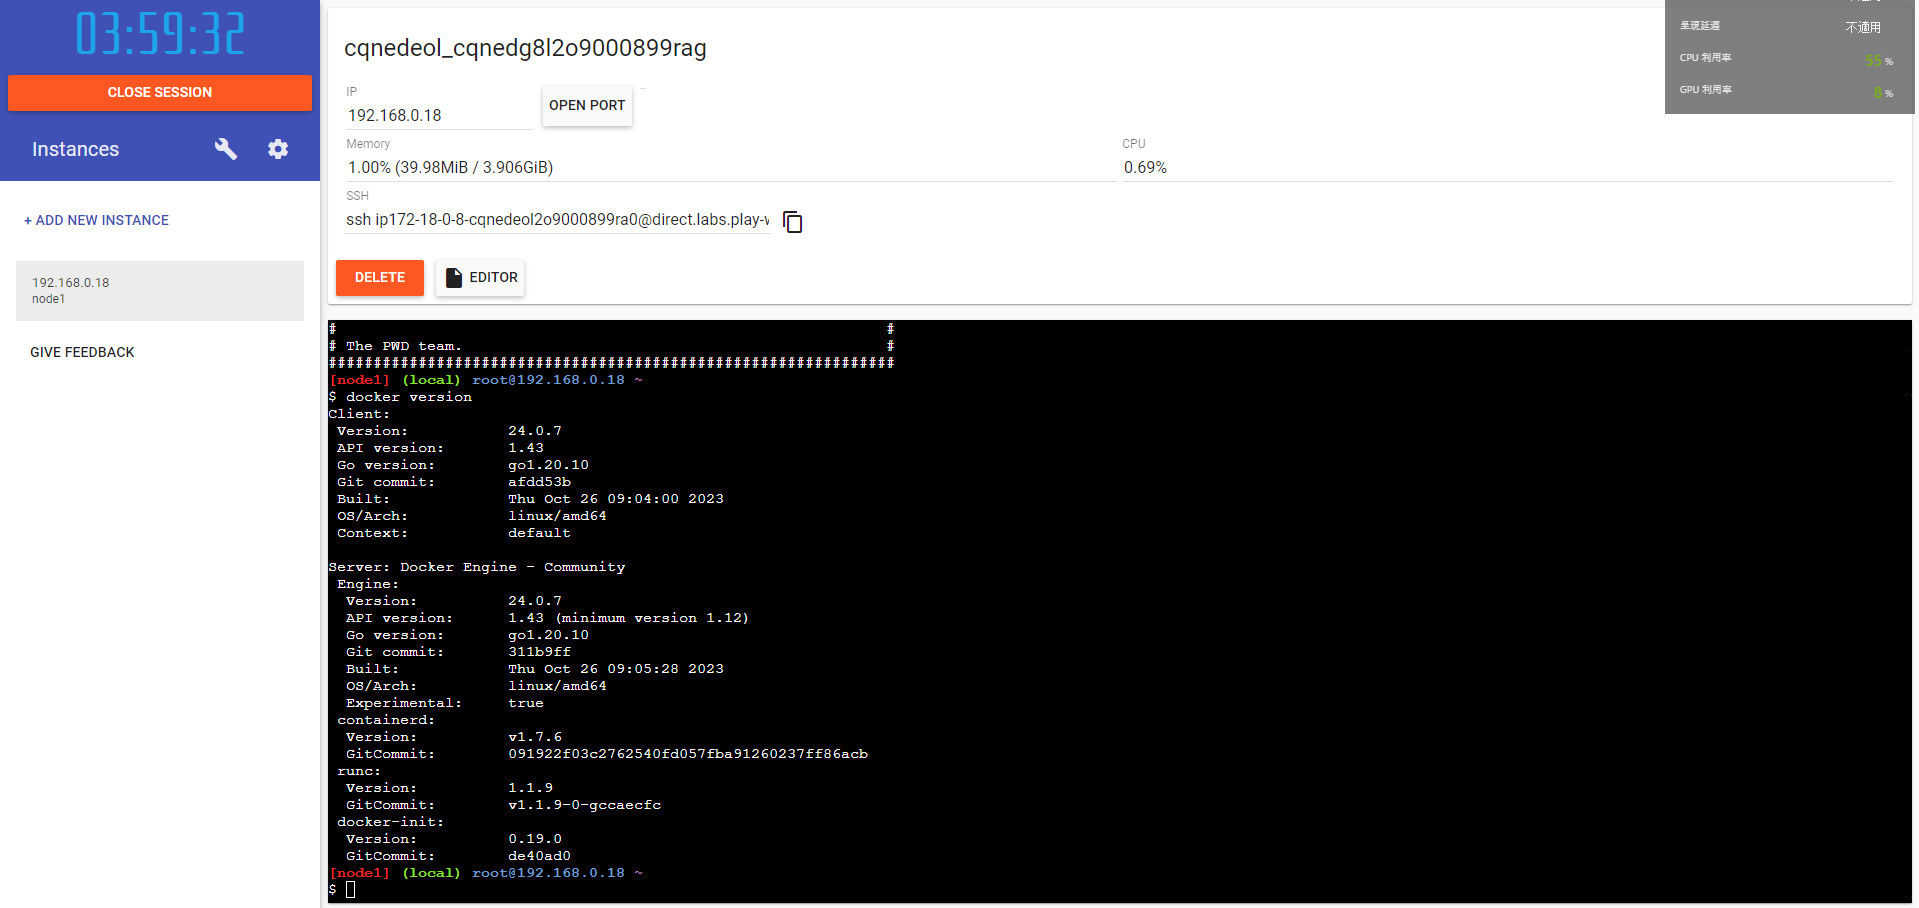 03:59:32
CLOSE SESSION
Instances
+ ADD NEW INSTANCE
192.168.0.18
node1
GIVE FEEDBACK
cqnedeol_cqnedg8l2o9000899rag
IP
192.168.0.18
OPEN PORT
Memory
1.00% (39.98MiB / 3.906GiB)
CPU
0.69%
SSH
ssh ip172-18-0-8-cqnedeol2o9000899ra0@direct.labs.play-w
DELETE
EDITOR
呈現延遲 不適用
CPU 利用率 55 %
GPU 利用率 8 %
# #
# The PWD team. #
###############################################################
[node1] (local) root@192.168.0.18 ~
$ docker version
Client:
Version: 24.0.7
API version: 1.43
Go version: go1.20.10
Git commit: afdd53b
Built: Thu Oct 26 09:04:00 2023
OS/Arch: linux/amd64
Context: default
Server: Docker Engine - Community
Engine:
Version: 24.0.7
API version: 1.43 (minimum version 1.12)
Go version: go1.20.10
Git commit: 311b9ff
Built: Thu Oct 26 09:05:28 2023
OS/Arch: linux/amd64
Experimental: true
containerd:
Version: v1.7.6
GitCommit: 091922f03c2762540fd057fba91260237ff86acb
runc:
Version: 1.1.9
GitCommit: v1.1.9-0-gccaecfc
docker-init:
Version: 0.19.0
GitCommit: de40ad0
[node1] (local) root@192.168.0.18 ~
$